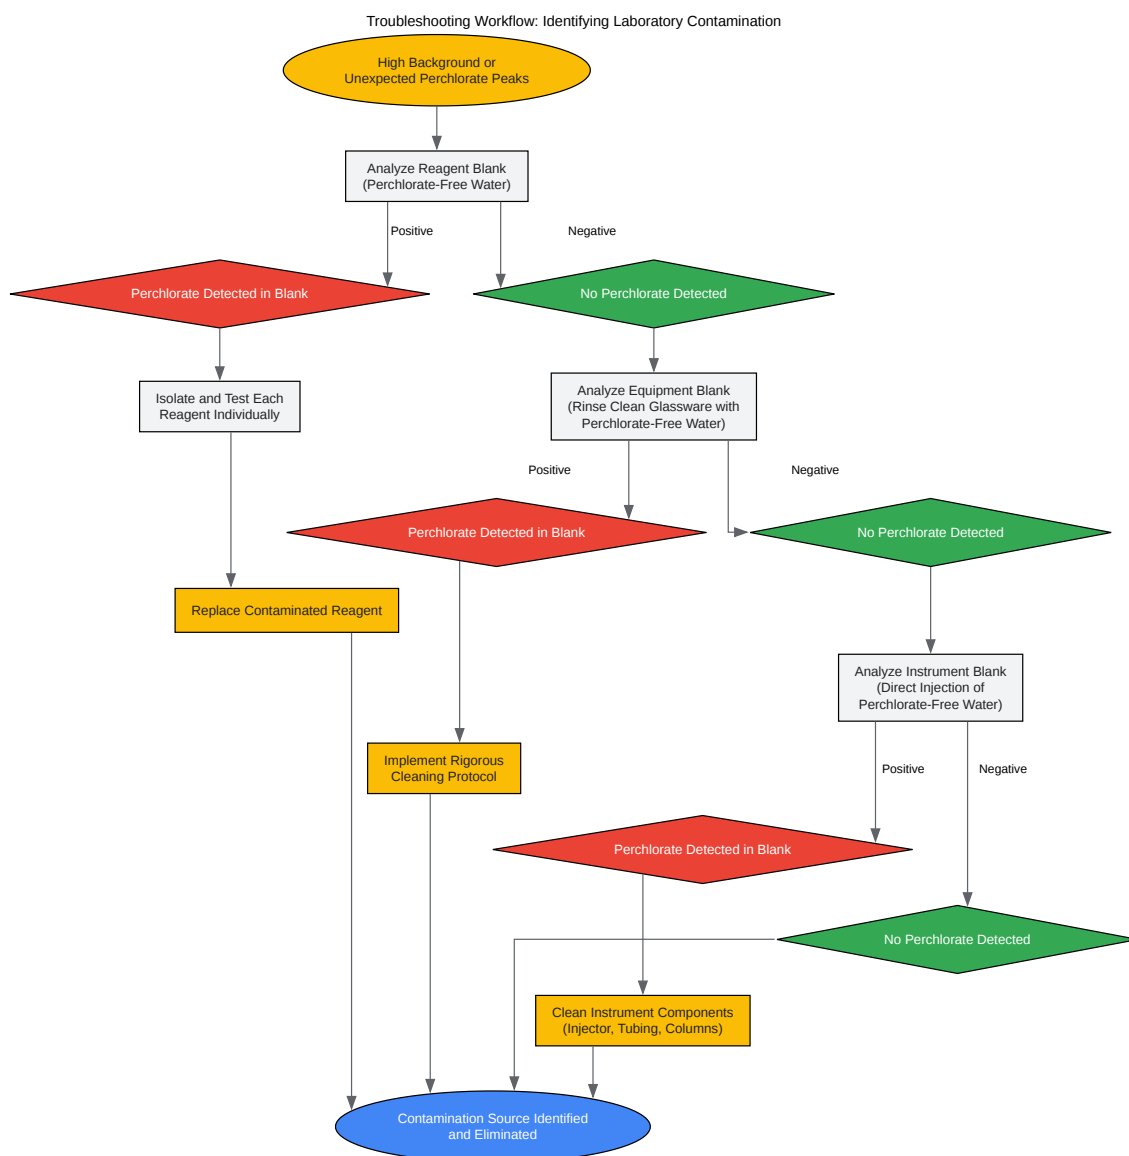 Troubleshooting Workflow: Identifying Laboratory Contamination
High Background or
Unexpected Perchlorate Peaks
Analyze Reagent Blank
(Perchlorate-Free Water)
Positive
Negative
Perchlorate Detected in Blank
No Perchlorate Detected
Isolate and Test Each
Reagent Individually
Analyze Equipment Blank
(Rinse Clean Glassware with
Perchlorate-Free Water)
Positive
Negative
Perchlorate Detected in Blank
No Perchlorate Detected
Replace Contaminated Reagent
Analyze Instrument Blank
(Direct Injection of
Perchlorate-Free Water)
Implement Rigorous
Cleaning Protocol
Positive
Negative
Perchlorate Detected in Blank
No Perchlorate Detected
Clean Instrument Components
(Injector, Tubing, Columns)
Contamination Source Identified
and Eliminated